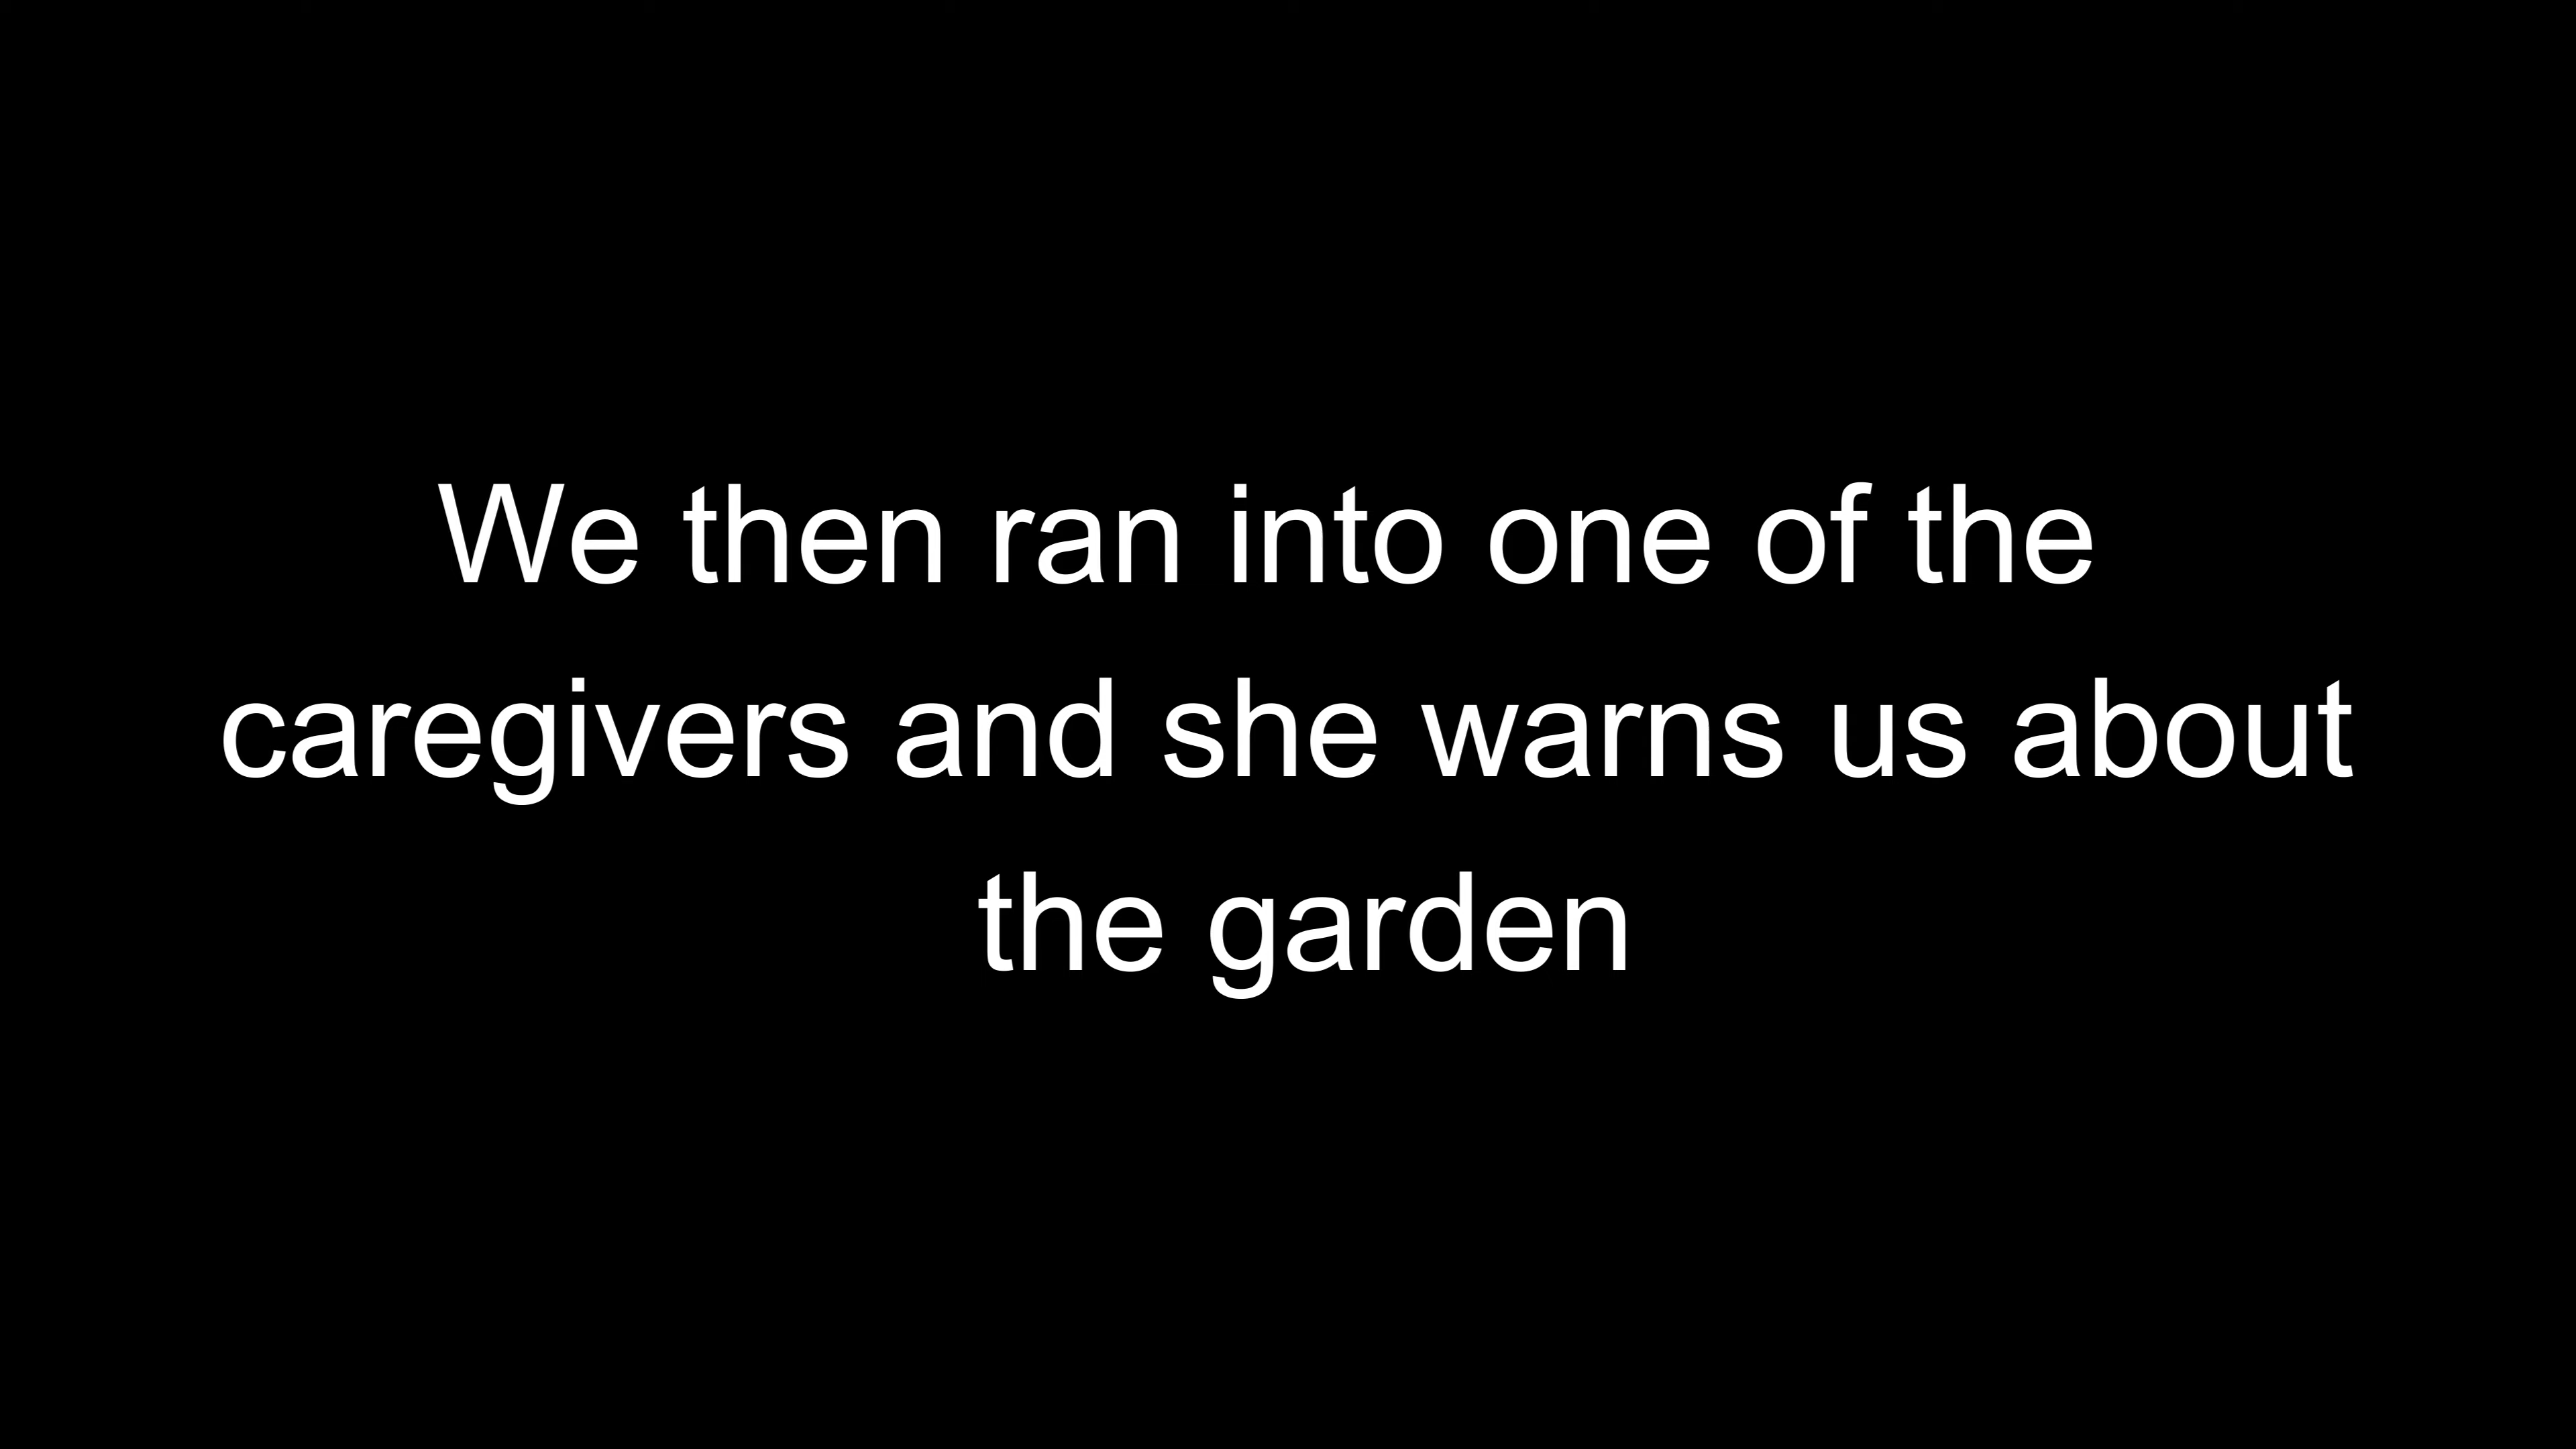 We then ran into one of the
caregivers and she warns us about
the garden